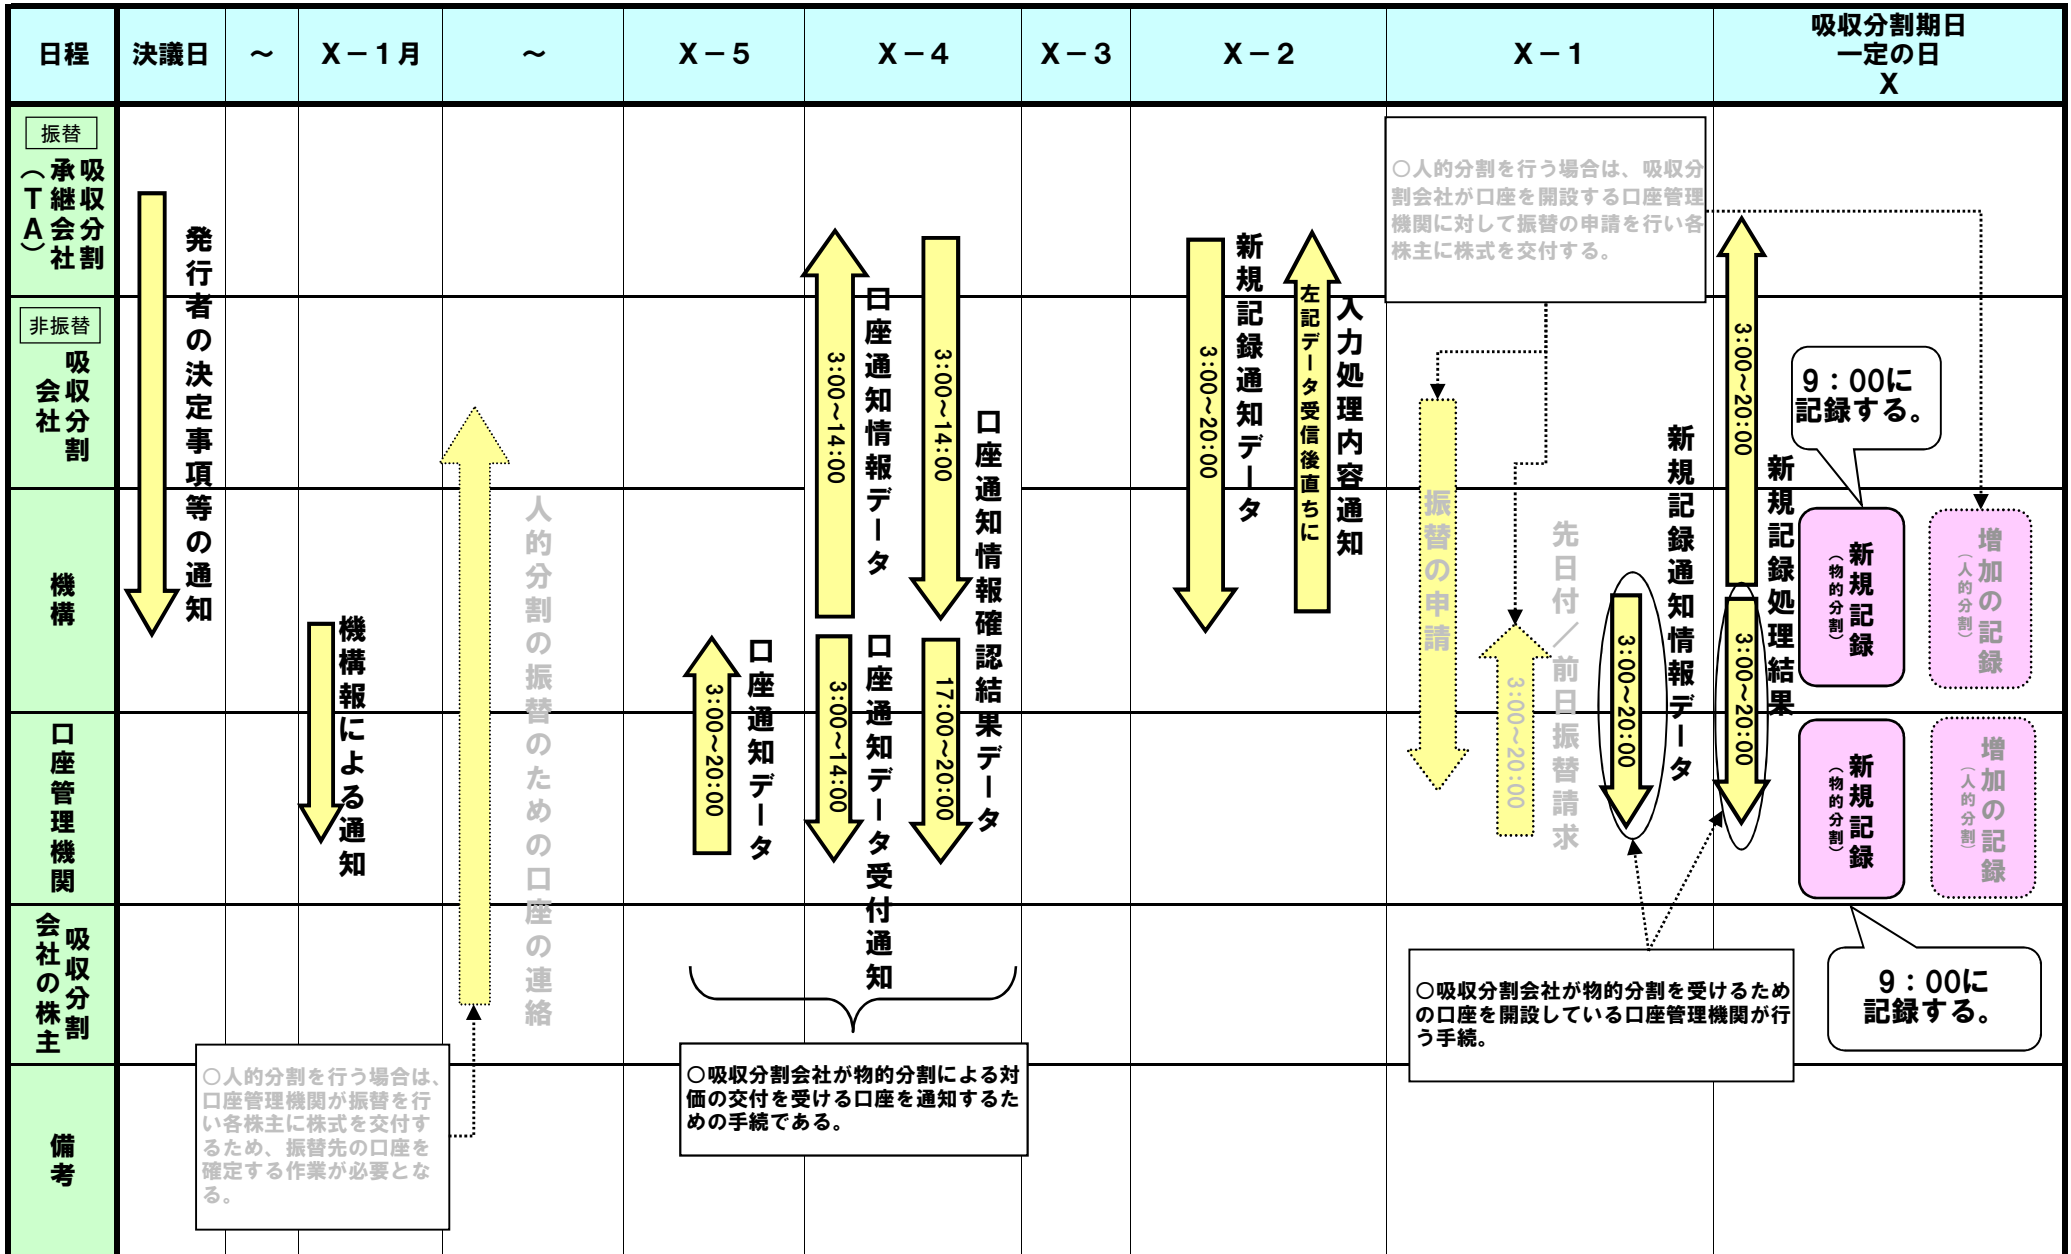 日程
決議日
～
X－1月
～
X－5
X－4
X－3
X－2
X－1
吸収分割期日
一定の日
X
振替
吸収分割
承継会社
（TA）
非振替
吸収分割
会社
機構
口座管理機関
吸収分割
会社の株主
備考
発行者の決定事項等の通知
機構報による通知
人的分割の振替のための口座の連絡
○人的分割を行う場合は、
口座管理機関が振替を行
い各株主に株式を交付す
るため、振替先の口座を
確定する作業が必要とな
る。
3:00～20:00
口座通知データ
3:00～14:00
口座通知情報データ
3:00～14:00
口座通知データ受付通知
3:00～14:00
17:00～20:00
口座通知情報確認結果データ
○吸収分割会社が物的分割による対
価の交付を受ける口座を通知するた
めの手続である。
3:00～20:00
新規記録通知データ
左記データ受信後直ちに
入力処理内容通知
○人的分割を行う場合は、吸収分
割会社が口座を開設する口座管理
機関に対して振替の申請を行い各
株主に株式を交付する。
振替の申請
3:00～20:00
先日付／前日振替請求
3:00～20:00
新規記録通知情報データ
3:00～20:00
3:00～20:00
新規記録処理結果
○吸収分割会社が物的分割を受けるため
の口座を開設している口座管理機関が行
う手続。
9：00に
記録する。
新規記録
（物的分割）
増加の記録
（人的分割）
新規記録
（物的分割）
増加の記録
（人的分割）
9：00に
記録する。